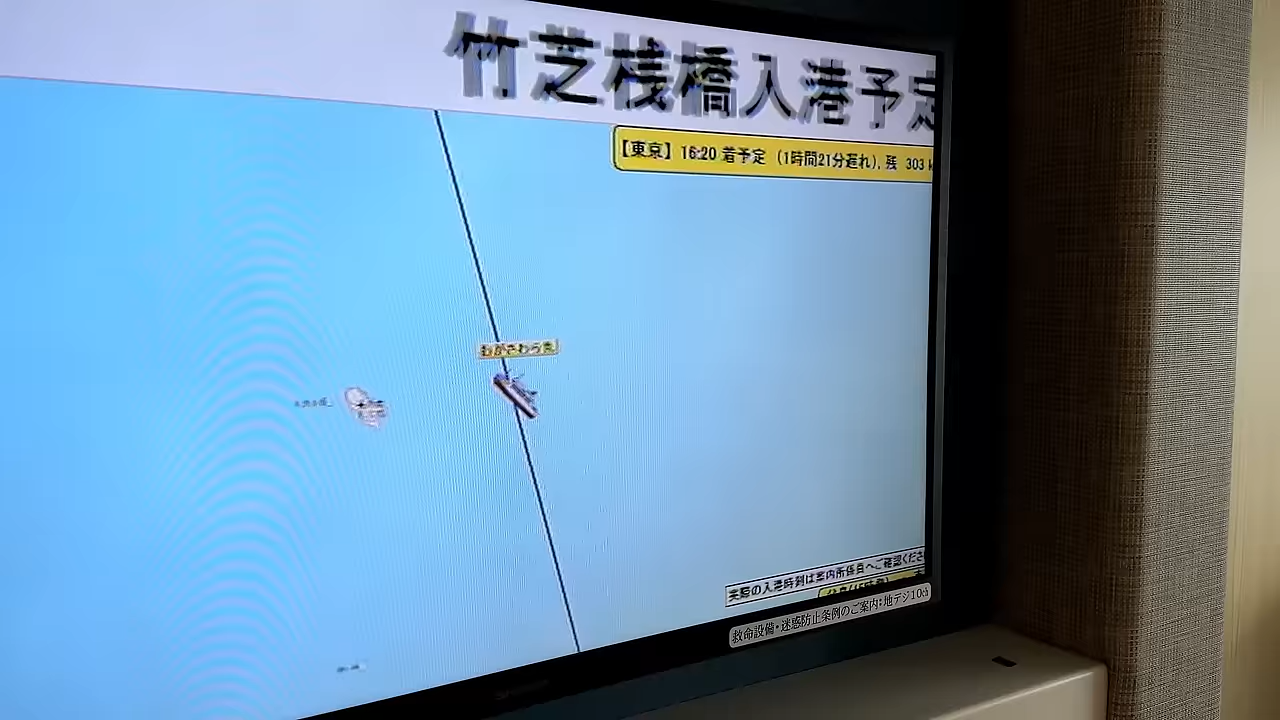 竹芝桟橋入港予定
【東京】 16:20 着予定 (1時間21分遅れ), 残 303 k
おがさわら丸
実際の入港時刻は案内所係員へご確認くださ
救命設備・迷惑防止条例のご案内:地デジ10ch